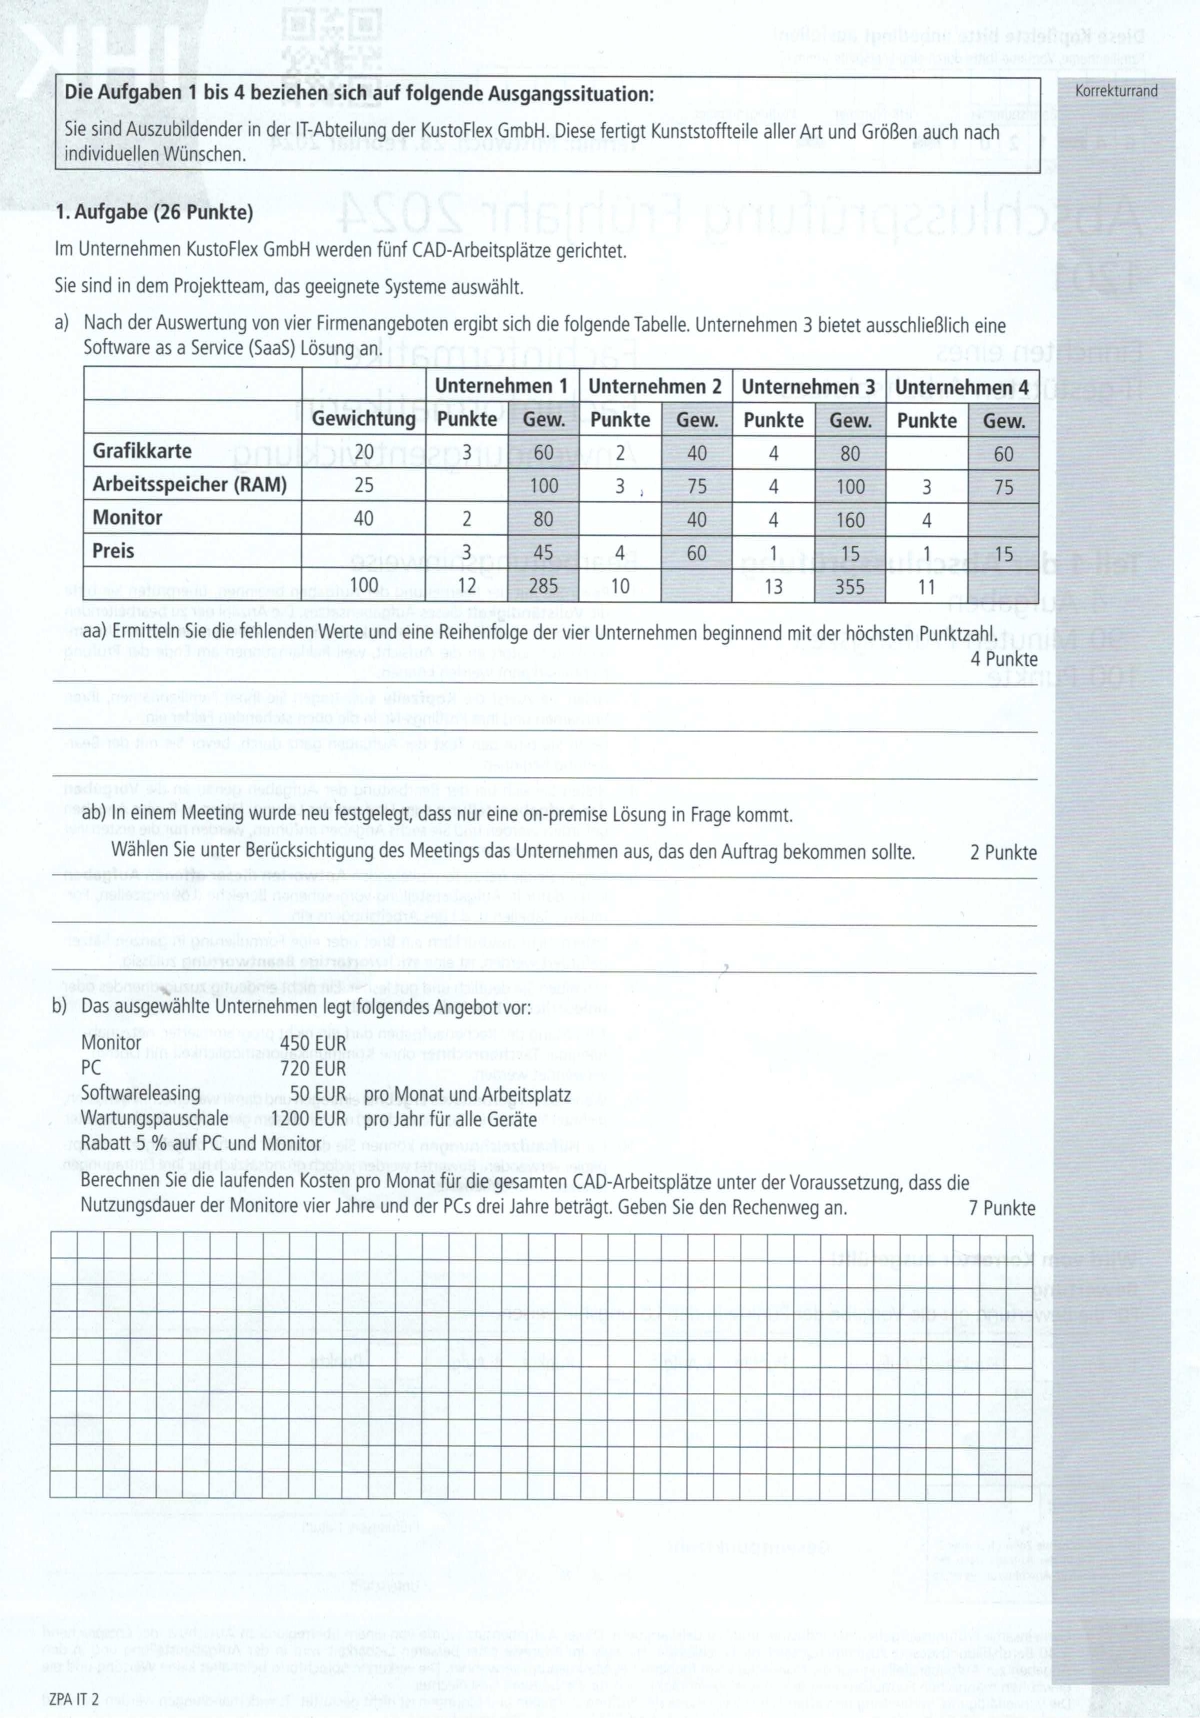 Korrekturrand
Die Aufgaben 1 bis 4 beziehen sich auf folgende Ausgangssituation:
Sie sind Auszubildender in der IT-Abteilung der KustoFlex GmbH. Diese fertigt Kunststoffteile aller Art und Größen auch nach
individuellen Wünschen.
1. Aufgabe (26 Punkte)
Im Unternehmen KustoFlex GmbH werden fünf CAD-Arbeitsplätze gerichtet.
Sie sind in dem Projektteam, das geeignete Systeme auswählt.
a) Nach der Auswertung von vier Firmenangeboten ergibt sich die folgende Tabelle. Unternehmen 3 bietet ausschließlich eine
Software as a Service (SaaS) Lösung an.
Unternehmen 1 Unternehmen 2 Unternehmen 3 Unternehmen 4
Gewichtung Punkte Gew. Punkte Gew. Punkte Gew. Punkte Gew.
Grafikkarte 20 3 60 2 40 4 80 60
Arbeitsspeicher (RAM) 25 100 3 75 4 100 3 75
Monitor 40 2 80 40 4 160 4
Preis 3 45 4 60 1 15 1 15
100 12 285 10 13 355 11
aa) Ermitteln Sie die fehlenden Werte und eine Reihenfolge der vier Unternehmen beginnend mit der höchsten Punktzahl.
4 Punkte
ab) In einem Meeting wurde neu festgelegt, dass nur eine on-premise Lösung in Frage kommt.
Wählen Sie unter Berücksichtigung des Meetings das Unternehmen aus, das den Auftrag bekommen sollte. 2 Punkte
b) Das ausgewählte Unternehmen legt folgendes Angebot vor:
Monitor 450 EUR
PC 720 EUR
Softwareleasing 50 EUR pro Monat und Arbeitsplatz
Wartungspauschale 1200 EUR pro Jahr für alle Geräte
Rabatt 5 % auf PC und Monitor
Berechnen Sie die laufenden Kosten pro Monat für die gesamten CAD-Arbeitsplätze unter der Voraussetzung, dass die
Nutzungsdauer der Monitore vier Jahre und der PCs drei Jahre beträgt. Geben Sie den Rechenweg an. 7 Punkte
ZPA IT 2